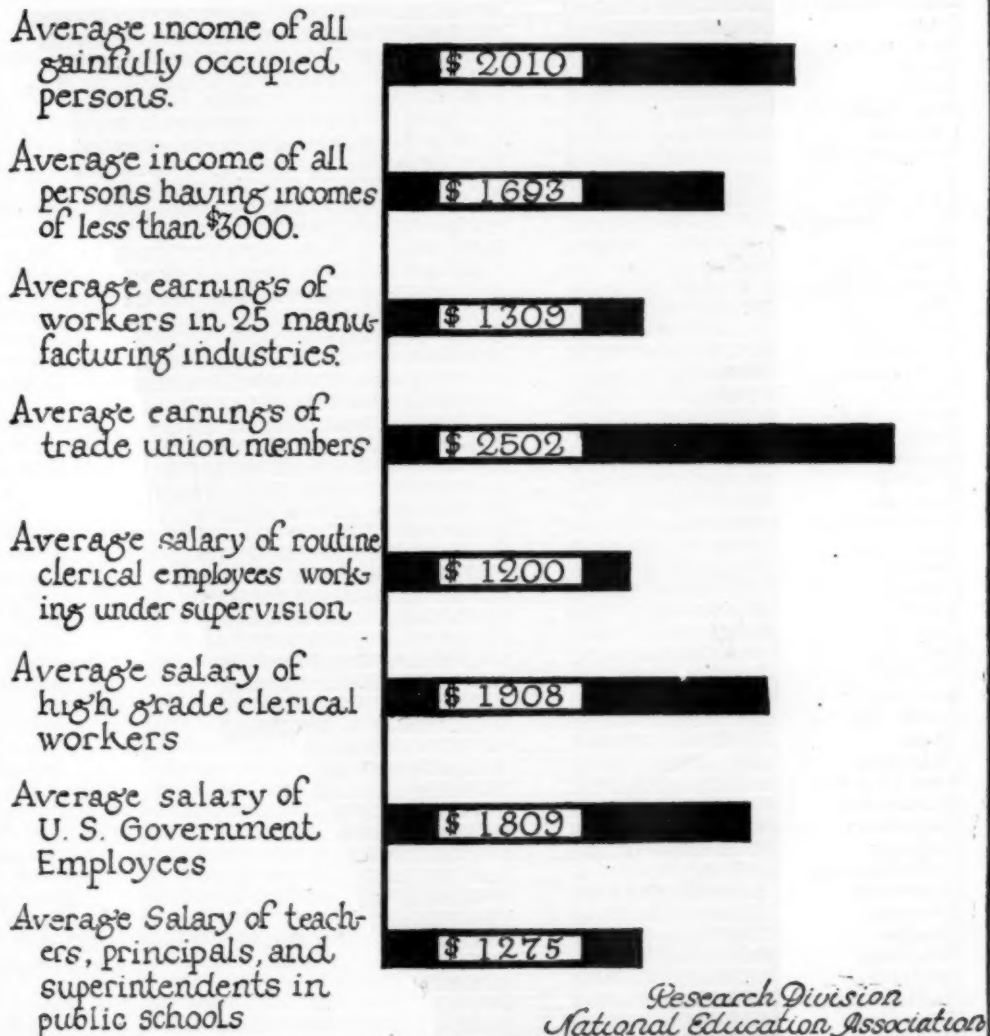 Average income of all
gainfully occupied
persons.
$ 2010
Average income of all
persons having incomes
of less than $3000.
$ 1693
Average earnings of
workers in 25 manu-
facturing industries.
$ 1309
Average earnings of
trade union members
$ 2502
Average salary of routine
clerical employees work-
ing under supervision
$ 1200
Average salary of
high grade clerical
workers
$ 1908
Average salary of
U. S. Government
Employees
$ 1809
Average Salary of teach-
ers, principals, and
superintendents in
public schools
$ 1275
Research Division
National Education Association